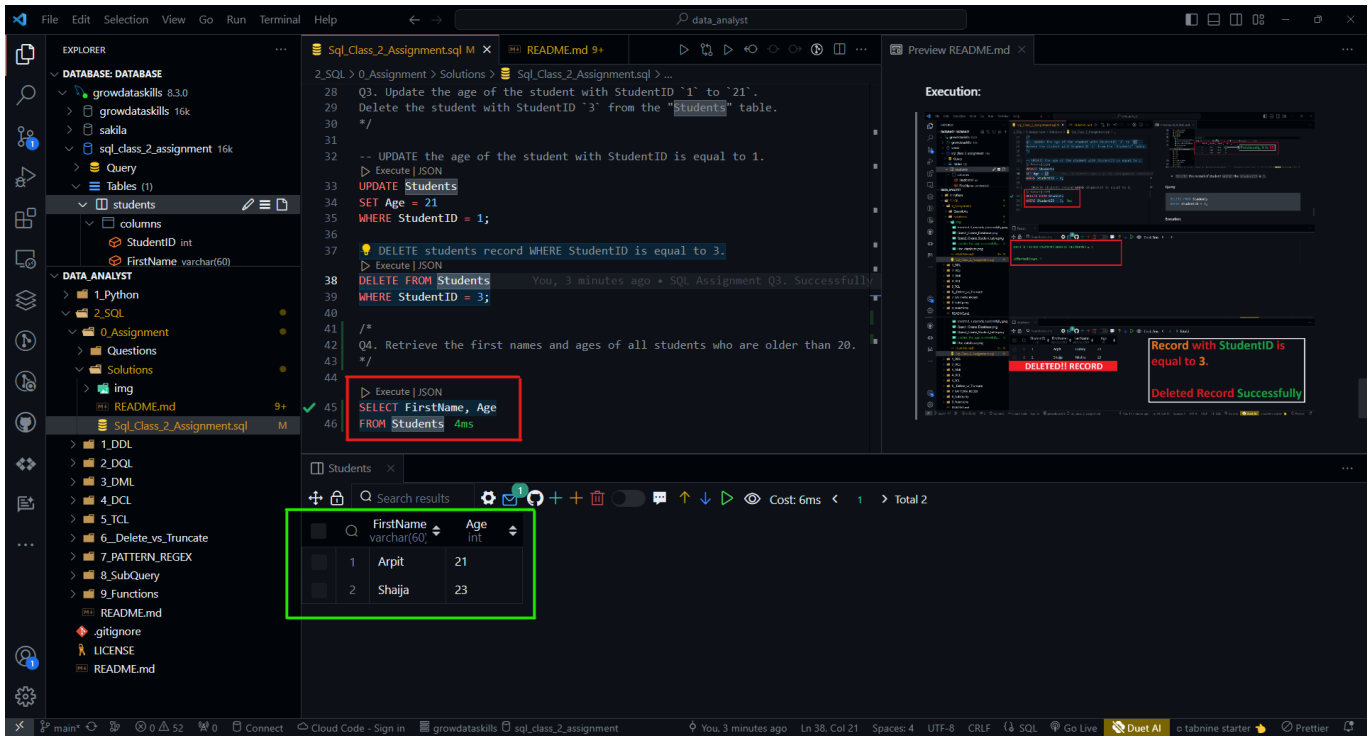 File Edit Selection View Go Run Terminal Help
data_analyst
EXPLORER
DATABASE: DATABASE
growdataskills 8.3.0
growdataskills 16k
sakila
sql_class_2_assignment 16k
Query
Tables (1)
students
columns
StudentID int
FirstName varchar(60)
DATA_ANALYST
1_Python
2_SQL
0_Assignment
Questions
Solutions
img
README.md 9+
Sql_Class_2_Assignment.sql M
1_DDL
2_DQL
3_DML
4_DCL
5_TCL
6__Delete_vs_Truncate
7_PATTERN_REGEX
8_SubQuery
9_Functions
README.md
.gitignore
LICENSE
README.md
Sql_Class_2_Assignment.sql M
README.md 9+
2_SQL > 0_Assignment > Solutions > Sql_Class_2_Assignment.sql > ...
28 Q3. Update the age of the student with StudentID `1` to `21`.
29 Delete the student with StudentID `3` from the "Students" table.
30 */
31
32 -- UPDATE the age of the student with StudentID is equal to 1.
Execute | JSON
33 UPDATE Students
34 SET Age = 21
35 WHERE StudentID = 1;
36
37 DELETE students record WHERE StudentID is equal to 3.
Execute | JSON
38 DELETE FROM Students You, 3 minutes ago • SQL Assignment Q3. Successfully
39 WHERE StudentID = 3;
40
41 /*
42 Q4. Retrieve the first names and ages of all students who are older than 20.
43 */
44
Execute | JSON
45 SELECT FirstName, Age
46 FROM Students 4ms
Preview README.md
Execution:
Record with StudentID is
equal to 3.
DELETED!! RECORD
Deleted Record Successfully
Students
Search results
1
Cost: 6ms < 1 > Total 2
FirstName
varchar(60)
Age
int
1 Arpit 21
2 Shaija 23
1
1
main* 0 52 0 Connect Cloud Code - Sign in growdataskills sql_class_2_assignment You, 3 minutes ago Ln 38, Col 21 Spaces: 4 UTF-8 CRLF SQL Go Live Duet AI tabnine starter Prettier